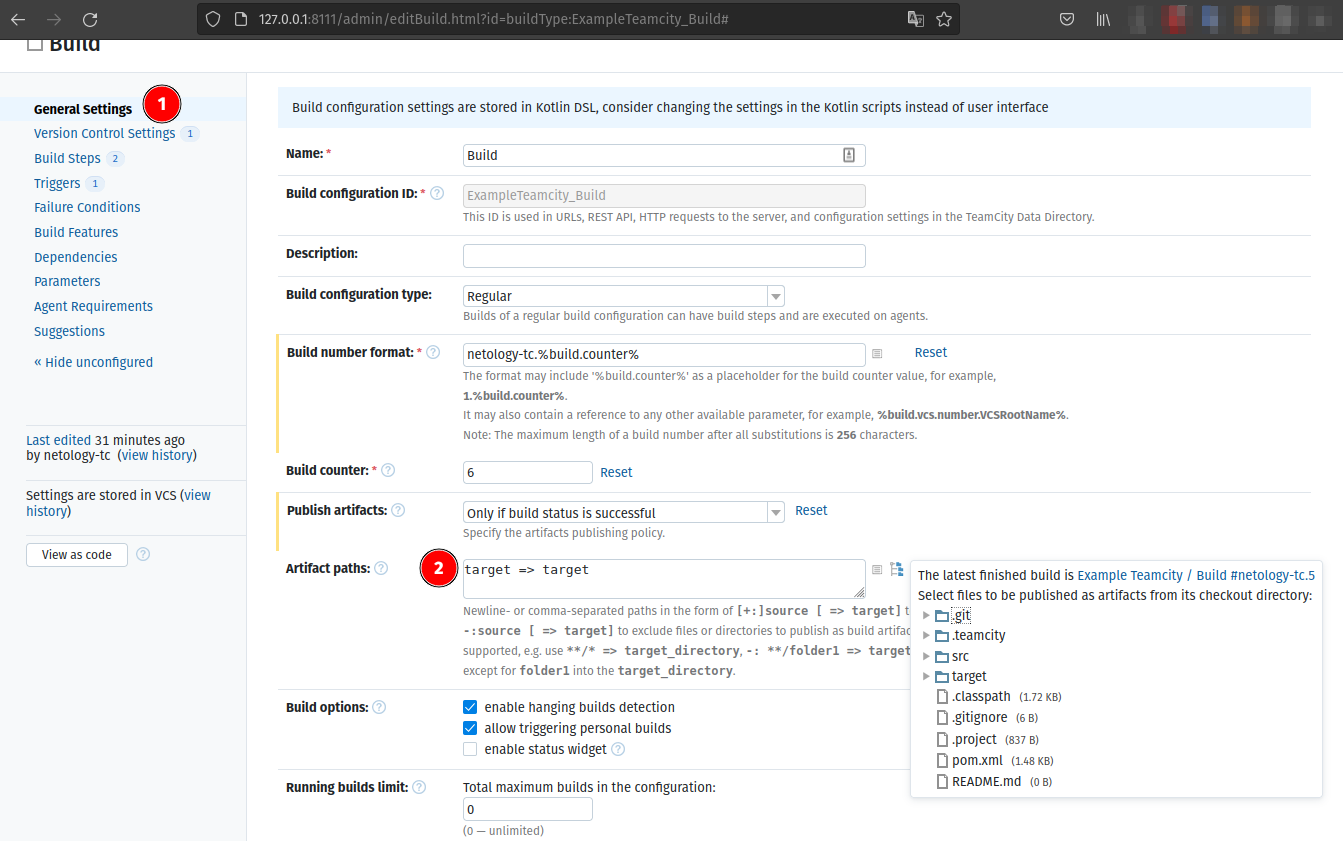 127.0.0.1:8111/admin/editBuild.html?id=buildType:ExampleTeamcity_Build#
Build
General Settings
1
Version Control Settings 1
Build Steps 2
Triggers 1
Failure Conditions
Build Features
Dependencies
Parameters
Agent Requirements
Suggestions
« Hide unconfigured
Last edited 31 minutes ago
by netology-tc (view history)
Settings are stored in VCS (view
history)
View as code ?
Build configuration settings are stored in Kotlin DSL, consider changing the settings in the Kotlin scripts instead of user interface
Name: * Build
Build configuration ID: * ? ExampleTeamcity_Build
This ID is used in URLs, REST API, HTTP requests to the server, and configuration settings in the TeamCity Data Directory.
Description:
Build configuration type: Regular
Builds of a regular build configuration can have build steps and are executed on agents.
Build number format: * ? netology-tc.%build.counter% Reset
The format may include '%build.counter%' as a placeholder for the build counter value, for example,
1.%build.counter%.
It may also contain a reference to any other available parameter, for example, %build.vcs.number.VCSRootName%.
Note: The maximum length of a build number after all substitutions is 256 characters.
Build counter: * ? 6 Reset
Publish artifacts: ? Only if build status is successful Reset
Specify the artifacts publishing policy.
Artifact paths: ? 2 target => target
Newline- or comma-separated paths in the form of [+:]source [ => target] t
-:source [ => target] to exclude files or directories to publish as build artifac
supported, e.g. use **/* => target_directory, -: **/folder1 => target
except for folder1 into the target_directory.
The latest finished build is Example Teamcity / Build #netology-tc.5
Select files to be published as artifacts from its checkout directory:
.git
.teamcity
src
target
.classpath (1.72 KB)
.gitignore (6 B)
.project (837 B)
pom.xml (1.48 KB)
README.md (0 B)
Build options: ? enable hanging builds detection
allow triggering personal builds
enable status widget ?
Running builds limit: ? Total maximum builds in the configuration:
0
(0 — unlimited)